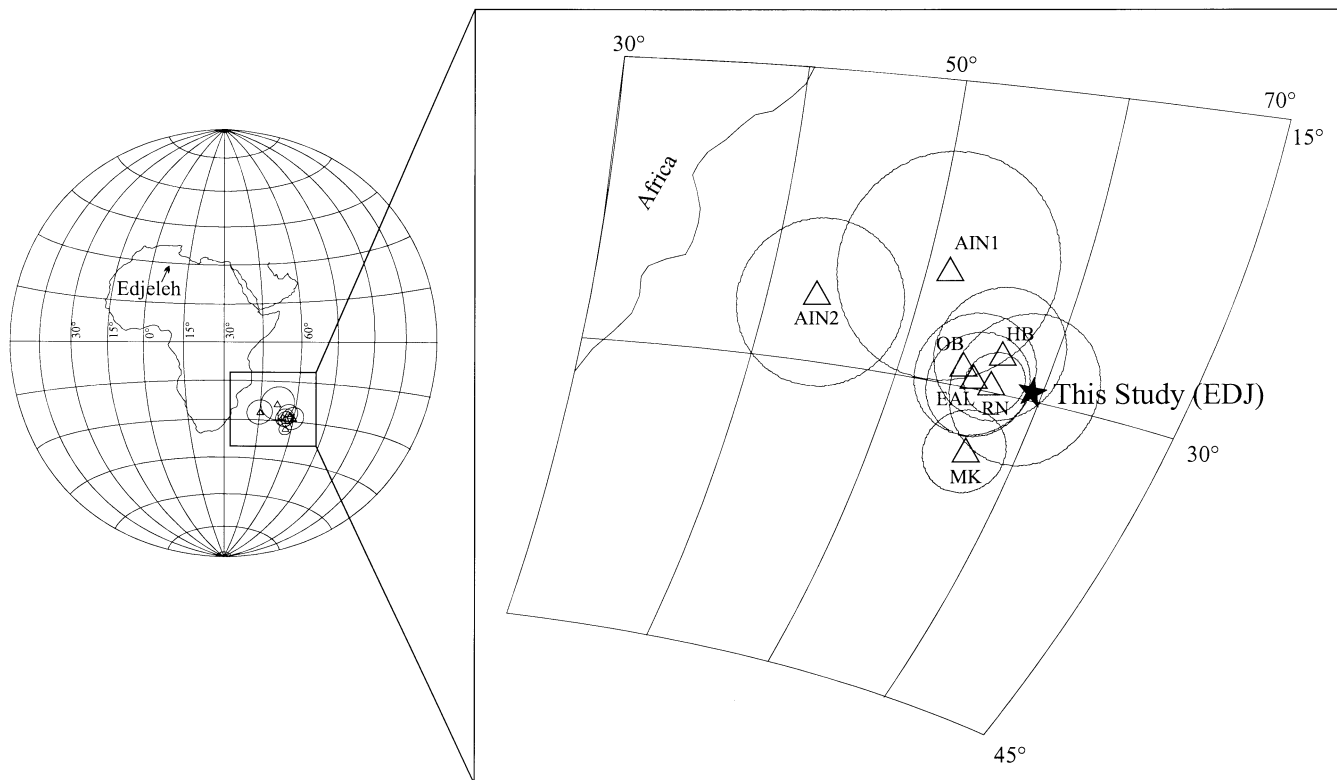 Edjeleh
30°
15°
0°
15°
30°
60°
30°
50°
70°
15°
Africa
AIN1
AIN2
OB
HB
EAL
RN
This Study (EDJ)
MK
30°
45°